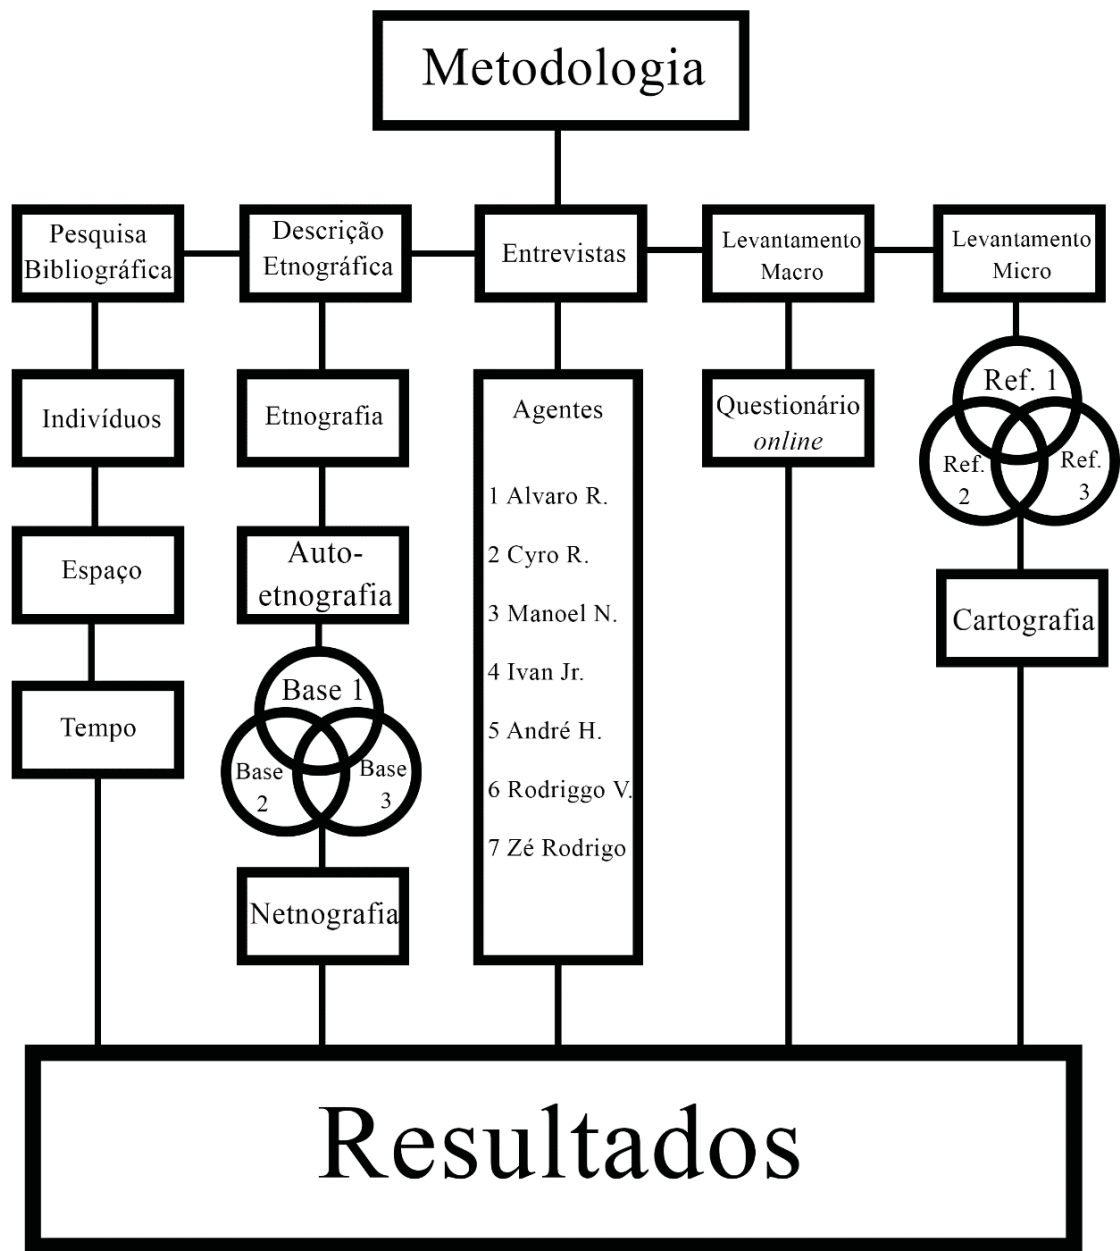 Metodologia
Pesquisa
Bibliográfica
Descrição
Etnográfica
Entrevistas
Levantamento
Macro
Levantamento
Micro
Indivíduos
Espaço
Tempo
Etnografia
Auto-
etnografia
Base 1
Base
2
Base
3
Netnografia
Agentes
1 Alvaro R.
2 Cyro R.
3 Manoel N.
4 Ivan Jr.
5 André H.
6 Rodriggo V.
7 Zé Rodrigo
Questionário
online
Ref. 1
Ref.
2
Ref.
3
Cartografia
Resultados